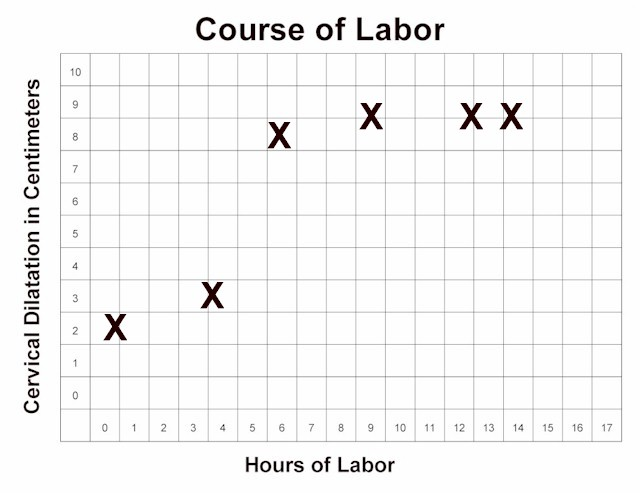 Course of Labor
Cervical Dilatation in Centimeters
10
9
8
7
6
5
4
3
2
1
0
X X X X
X
X
0 1 2 3 4 5 6 7 8 9 10 11 12 13 14 15 16 17
Hours of Labor